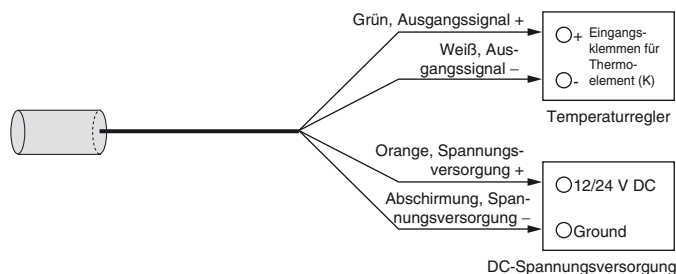 Grün, Ausgangssignal +
Weiß, Aus-
gangssignal –
+ Eingangs-
klemmen für
Thermo-
- element (K)
Temperaturregler
Orange, Spannungs-
versorgung +
Abschirmung, Span-
nungsversorgung –
12/24 V DC
Ground
DC-Spannungsversorgung